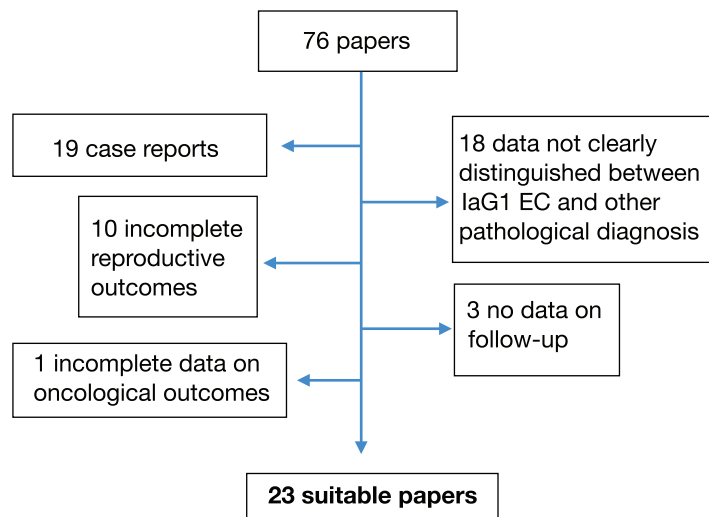 76 papers
19 case reports
18 data not clearly
distinguished between
IaG1 EC and other
pathological diagnosis
10 incomplete
reproductive
outcomes
3 no data on
follow-up
1 incomplete data on
oncological outcomes
23 suitable papers